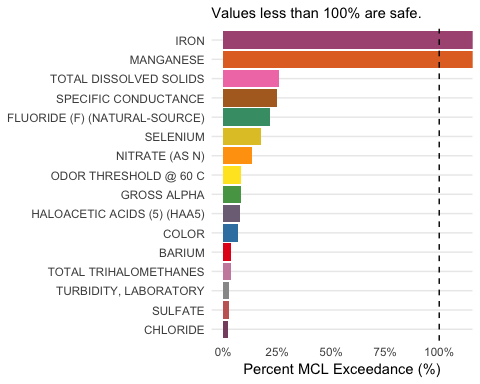 Values less than 100% are safe.
IRON
MANGANESE
TOTAL DISSOLVED SOLIDS
SPECIFIC CONDUCTANCE
FLUORIDE (F) (NATURAL-SOURCE)
SELENIUM
NITRATE (AS N)
ODOR THRESHOLD @ 60 C
GROSS ALPHA
HALOACETIC ACIDS (5) (HAA5)
COLOR
BARIUM
TOTAL TRIHALOMETHANES
TURBIDITY, LABORATORY
SULFATE
CHLORIDE
0% 25% 50% 75% 100%
Percent MCL Exceedance (%)